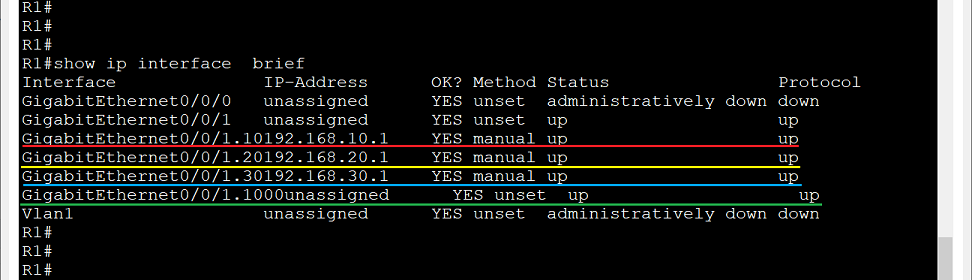 R1#
R1#
R1#
R1#show ip interface  brief
Interface              IP-Address      OK? Method Status                Protocol
GigabitEthernet0/0/0   unassigned      YES unset  administratively down down
GigabitEthernet0/0/1   unassigned      YES unset  up                    up
GigabitEthernet0/0/1.10192.168.10.1    YES manual up                    up
GigabitEthernet0/0/1.20192.168.20.1    YES manual up                    up
GigabitEthernet0/0/1.30192.168.30.1    YES manual up                    up
GigabitEthernet0/0/1.1000unassigned      YES unset  up                    up
Vlan1                  unassigned      YES unset  administratively down down
R1#
R1#
R1#